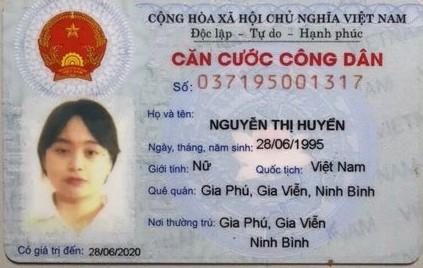 CỘNG HÒA XÃ HỘI CHỦ NGHĨA VIỆT NAM
Độc lập - Tự do - Hạnh phúc
CĂN CƯỚC CÔNG DÂN
Số: 037195001317
Họ và tên:
NGUYỄN THỊ HUYỀN
Ngày, tháng, năm sinh: 28/06/1995
Giới tính: Nữ Quốc tịch: Việt Nam
Quê quán: Gia Phú, Gia Viễn, Ninh Bình
Nơi thường trú: Gia Phú, Gia Viễn
Ninh Bình
Có giá trị đến: 28/06/2020